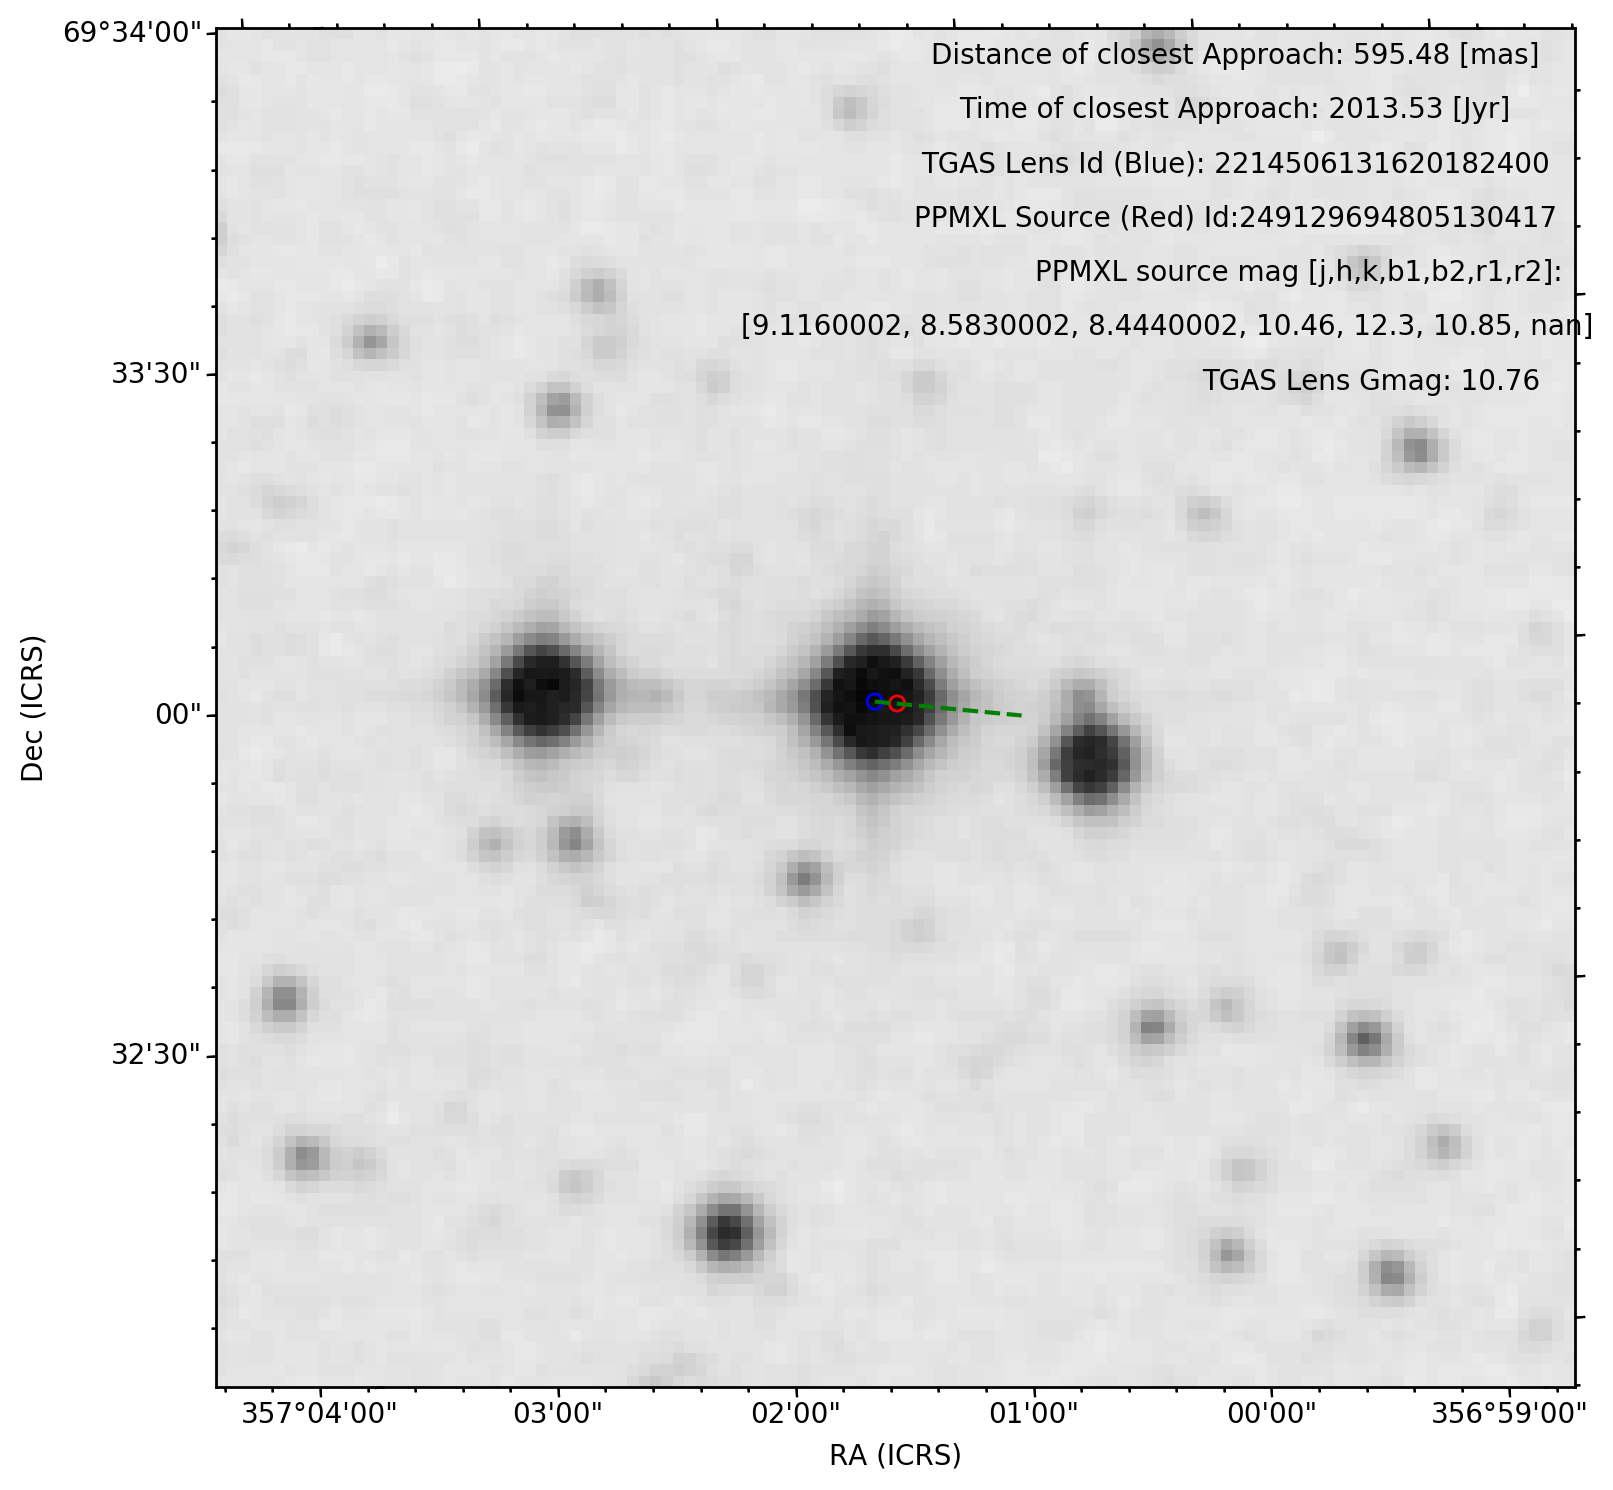 69°34'00"
Distance of closest Approach: 595.48 [mas]
Time of closest Approach: 2013.53 [Jyr]
TGAS Lens Id (Blue): 2214506131620182400
PPMXL Source (Red) Id:249129694805130417
PPMXL source mag [j,h,k,b1,b2,r1,r2]:
[9.1160002, 8.5830002, 8.4440002, 10.46, 12.3, 10.85, nan]
33'30"
TGAS Lens Gmag: 10.76
Dec (ICRS)
00"
32'30"
357°04'00" 03'00" 02'00" 01'00" 00'00" 356°59'00"
RA (ICRS)